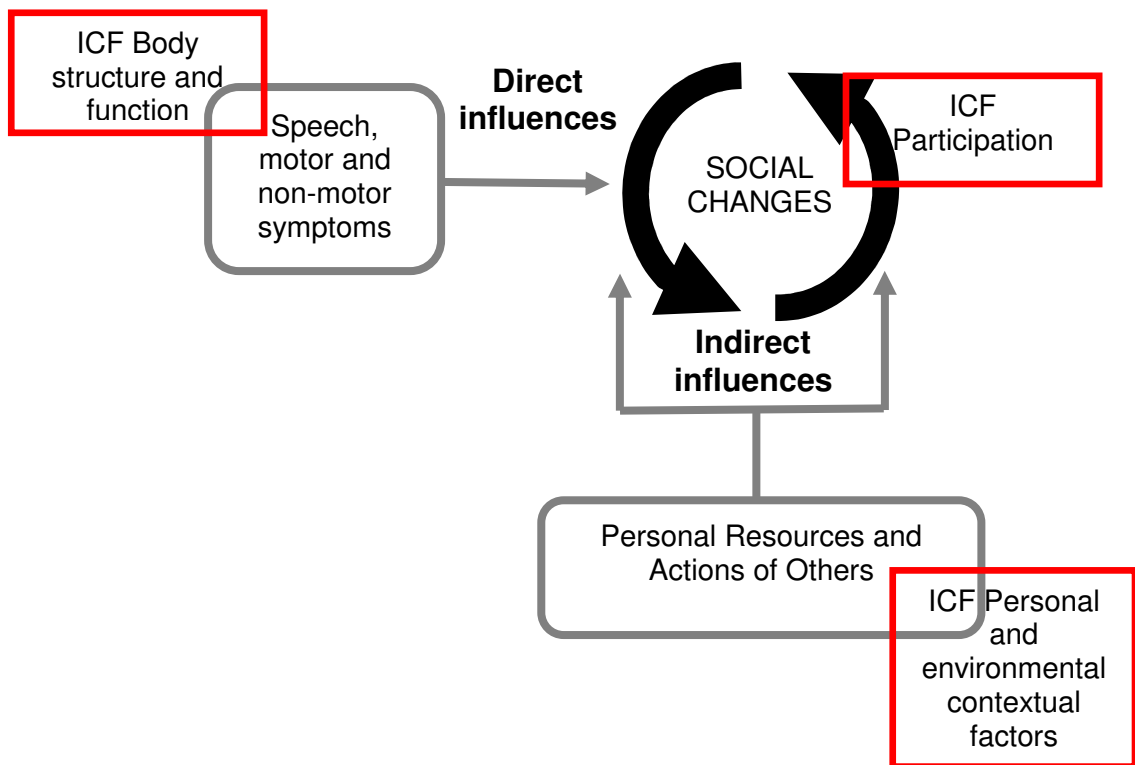 ICF Body
structure and
function
Speech,
motor and
non-motor
symptoms
Direct
influences
SOCIAL
CHANGES
ICF
Participation
Indirect
influences
Personal Resources and
Actions of Others
ICF Personal
and
environmental
contextual
factors